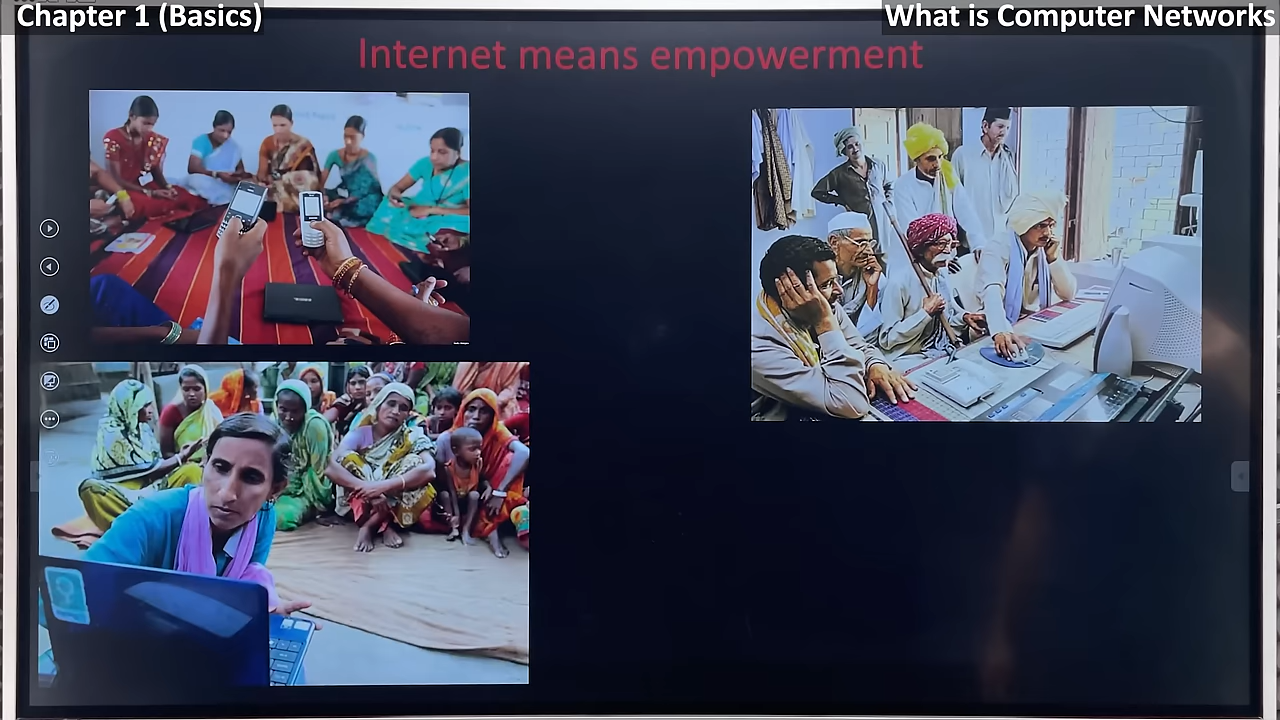 Chapter 1 (Basics)
What is Computer Networks
Internet means empowerment